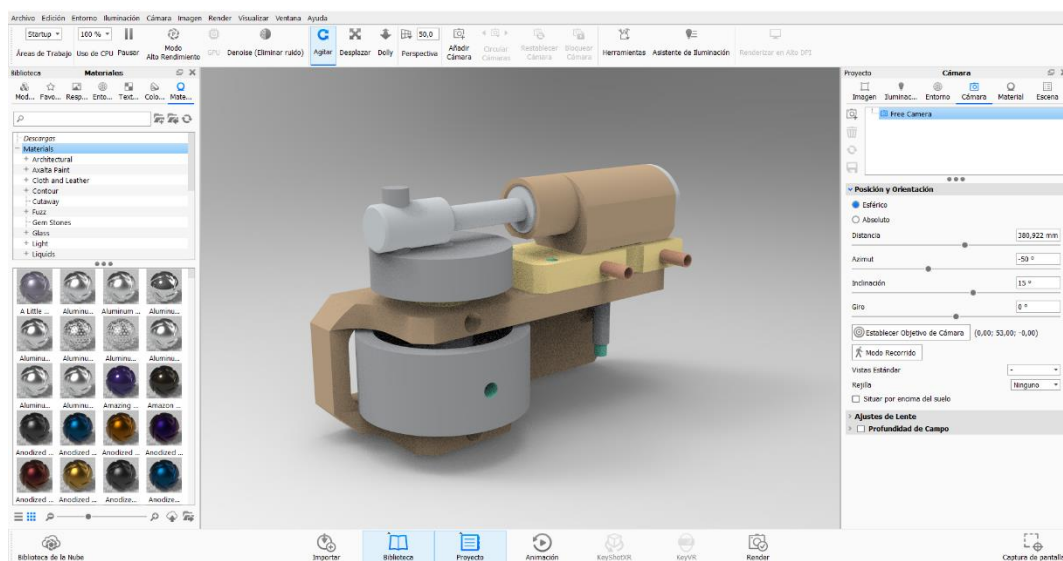 Archivo Edición Entorno Iluminación Cámara Imagen Render Visualizar Ventana Ayuda
Startup 100 % 50,0
Áreas de Trabajo Uso de CPU Pausar Modo Alto Rendimiento GPU Denoise (Eliminar ruido) Agitar Desplazar Dolly Perspectiva Añadir Cámara Circular Cámaras Restablecer Cámara Bloquear Cámara Herramientas Asistente de Iluminación Renderizar en Alto DPI
Biblioteca Materiales
Mod... Favo... Resp... Ento... Text... Colo... Mate...
Descargas
Materials
Architectural
Axalta Paint
Cloth and Leather
Contour
Cutaway
Fuzz
Gem Stones
Glass
Light
Liquids
A Little ... Aluminu... Aluminum ... Aluminu...
Aluminu... Aluminu... Aluminu... Aluminu...
Aluminu... Aluminu... Amazing ... Amazon ...
Anodized ... Anodized ... Anodized ... Anodized ...
Anodized ... Anodized ... Anodize... Anodize...
Proyecto Cámara
Imagen Iluminac... Entorno Cámara Material Escena
Free Camera
Posición y Orientación
Esférico
Absoluto
Distancia 380,922 mm
Azimut -50 º
Inclinación 15 º
Giro 0 º
Establecer Objetivo de Cámara (0,00; 53,00; -0,00)
Modo Recorrido
Vistas Estándar -
Rejilla Ninguno
Situar por encima del suelo
Ajustes de Lente
Profundidad de Campo
Biblioteca de la Nube Importar Biblioteca Proyecto Animación KeyShotXR KeyVR Render Captura de pantalla